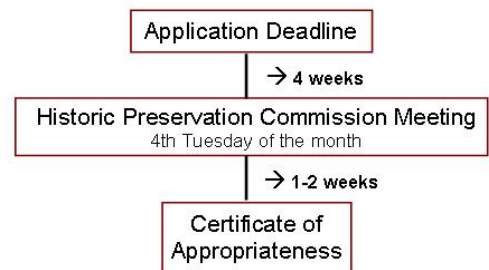 Application Deadline
→ 4 weeks
Historic Preservation Commission Meeting
4th Tuesday of the month
→ 1-2 weeks
Certificate of
Appropriateness